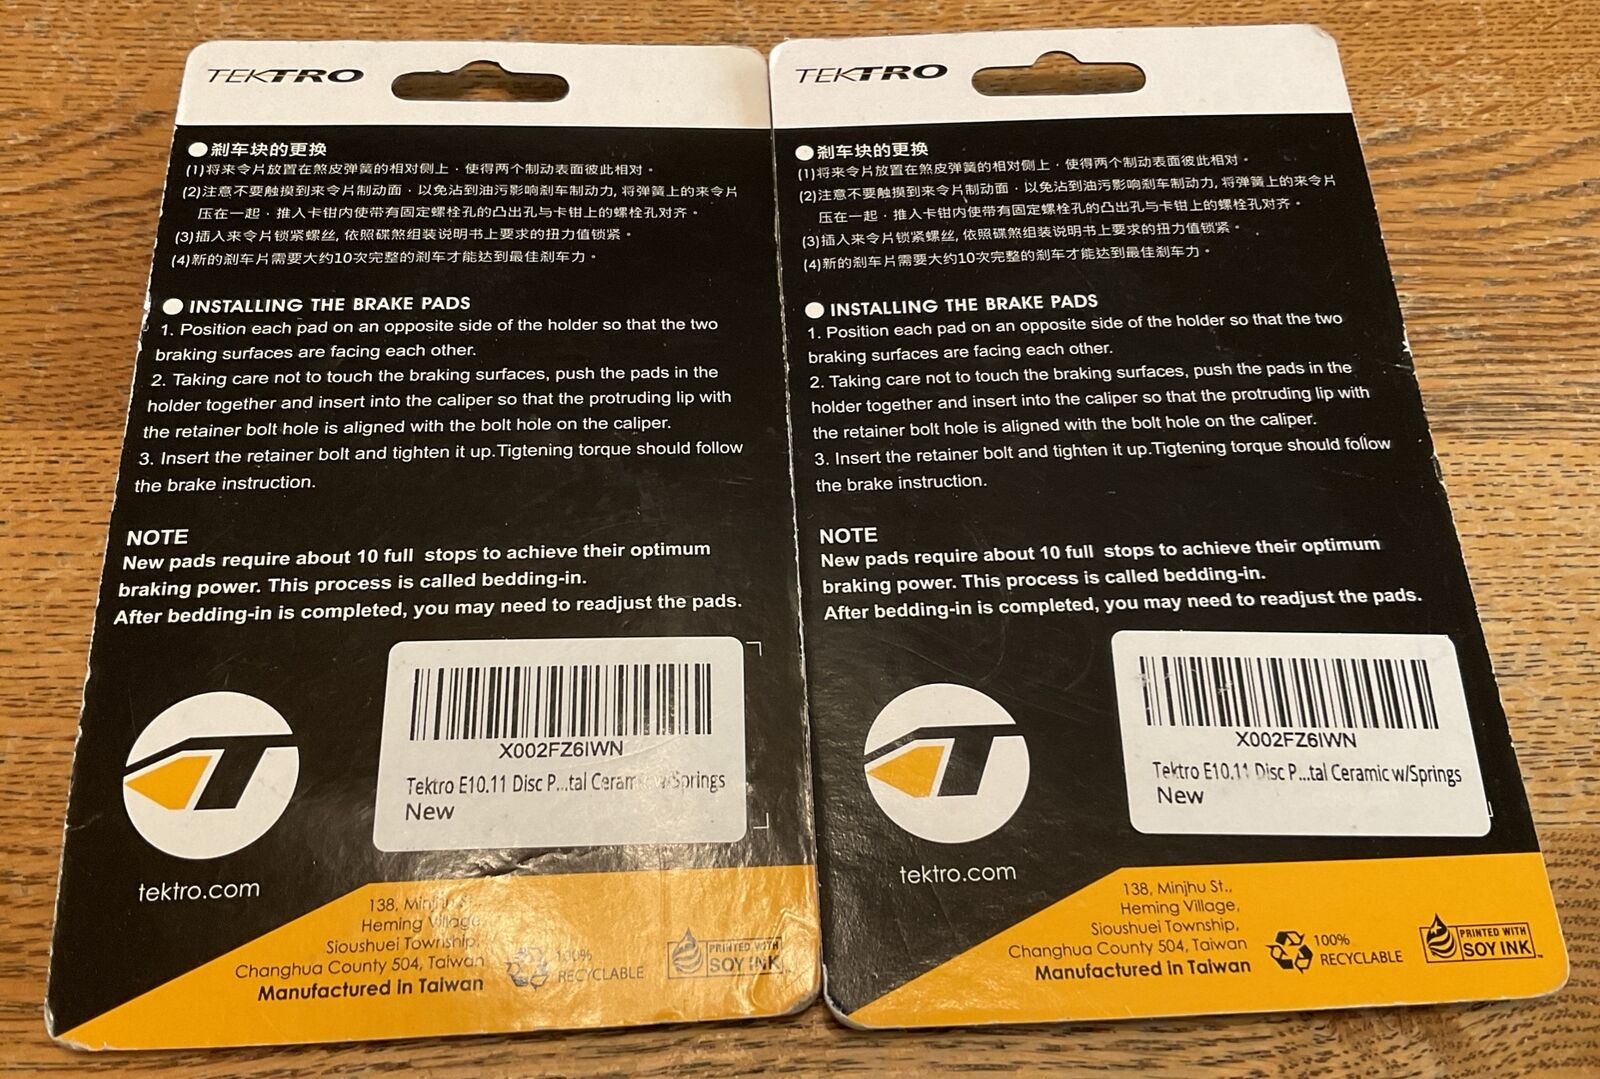 TEKTRO
刹车块的更换
(1)将来令片放置在煞皮弹簧的相对侧上，使得两个制动表面彼此相对。
(2)注意不要触摸到来令片制动面，以免沾到油污影响刹车制动力,将弹簧上的来令片
压在一起，推入卡钳内使带有固定螺栓孔的凸出孔与卡钳上的螺栓孔对齐。
(3)插入来令片锁紧螺丝,依照碟煞组装说明书上要求的扭力值锁紧。
(4)新的刹车片需要大约10次完整的刹车才能达到最佳刹车力。
INSTALLING THE BRAKE PADS
1. Position each pad on an opposite side of the holder so that the two
braking surfaces are facing each other.
2. Taking care not to touch the braking surfaces, push the pads in the
holder together and insert into the caliper so that the protruding lip with
the retainer bolt hole is aligned with the bolt hole on the caliper.
3. Insert the retainer bolt and tighten it up.Tigtening torque should follow
the brake instruction.
NOTE
New pads require about 10 full stops to achieve their optimum
braking power. This process is called bedding-in.
After bedding-in is completed, you may need to readjust the pads.
X002FZ6IWN
Tektro E10.11 Disc P...tal Ceram w/Springs
New
T
tektro.com
138, Minjhu S
Heming Village,
Sioushuei Township,
Changhua County 504, Taiwan
Manufactured in Taiwan
100%
RECYCLABLE
PRINTED WITH
SOY INK
TEKTRO
刹车块的更换
(1)将来令片放置在煞皮弹簧的相对侧上，使得两个制动表面彼此相对。
(2)注意不要触摸到来令片制动面，以免沾到油污影响刹车制动力,将弹簧上的来令片
压在一起，推入卡钳内使带有固定螺栓孔的凸出孔与卡钳上的螺栓孔对齐。
(3)插入来令片锁紧螺丝,依照碟煞组装说明书上要求的扭力值锁紧。
(4)新的刹车片需要大约10次完整的刹车才能达到最佳刹车力。
INSTALLING THE BRAKE PADS
1. Position each pad on an opposite side of the holder so that the two
braking surfaces are facing each other.
2. Taking care not to touch the braking surfaces, push the pads in the
holder together and insert into the caliper so that the protruding lip with
the retainer bolt hole is aligned with the bolt hole on the caliper.
3. Insert the retainer bolt and tighten it up.Tigtening torque should follow
the brake instruction.
NOTE
New pads require about 10 full stops to achieve their optimum
braking power. This process is called bedding-in.
After bedding-in is completed, you may need to readjust the pads.
X002FZ6IWN
Tektro E10.11 Disc P...tal Ceramic w/Springs
New
T
tektro.com
138, Minjhu St.,
Heming Village,
Sioushuei Township,
Changhua County 504, Taiwan
Manufactured in Taiwan
100%
RECYCLABLE
PRINTED WITH
SOY INK